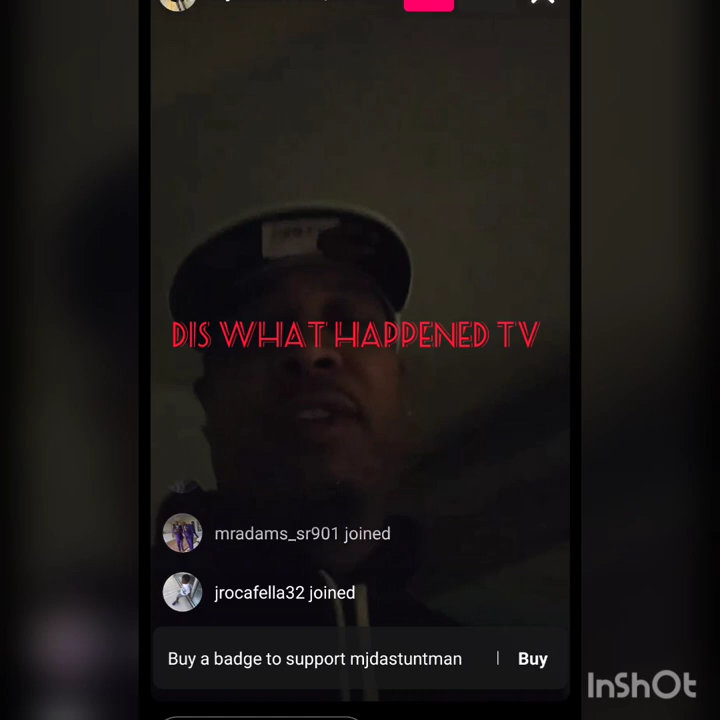 DIS WHAT HAPPENED TV
mradams_sr901 joined
jrocafella32 joined
Buy a badge to support mjdastuntman | Buy
InShOt